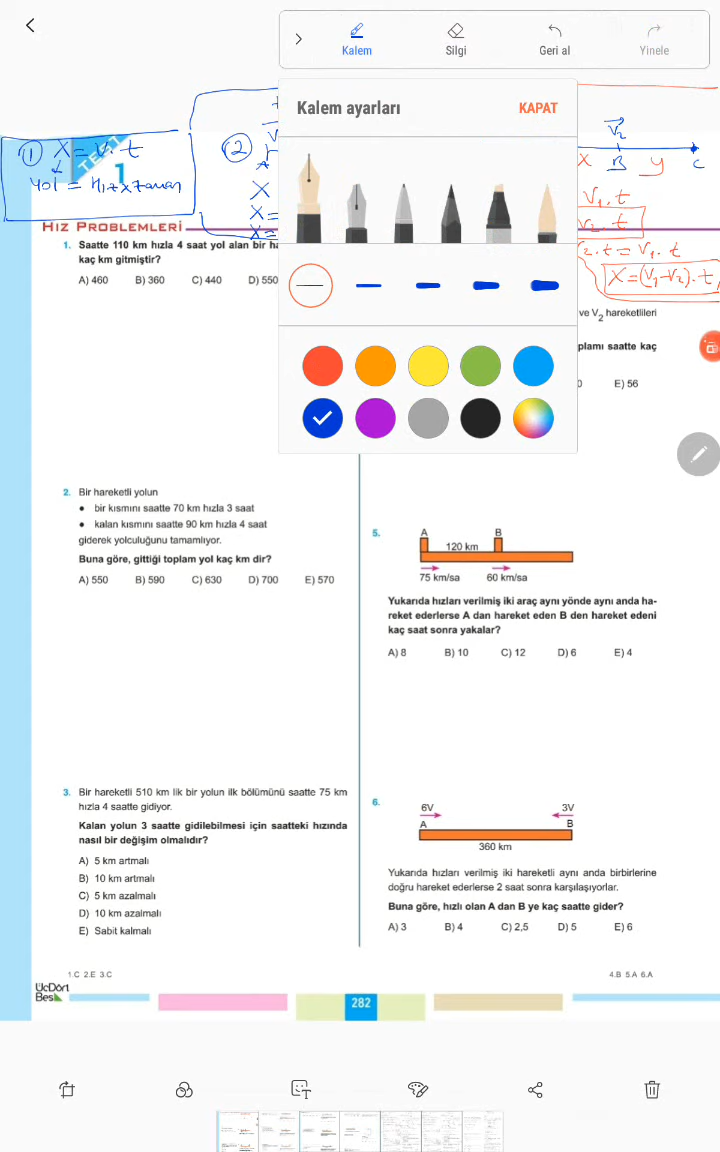 Kalem
Silgi
Geri al
Yinele
Kalem ayarları
KAPAT
① X = V. t
yol = Hız x zaman
②
X
X=
X=
V₂
X B y C
V₁. t
V₂. t
2. t = V₁. t
X=(V₁-V₂). t
TEST
1
HIZ PROBLEMLERİ
1. Saatte 110 km hızla 4 saat yol alan bir ha
kaç km gitmiştir?
A) 460 B) 360 C) 440 D) 550
ve V₂ hareketlileri
plamı saatte kaç
E) 56
2. Bir hareketli yolun
• bir kısmını saatte 70 km hızla 3 saat
• kalan kısmını saatte 90 km hızla 4 saat
giderek yolculuğunu tamamlıyor.
Buna göre, gittiği toplam yol kaç km dir?
A) 550 B) 590 C) 630 D) 700 E) 570
5.
A B
120 km
75 km/sa 60 km/sa
Yukarıda hızları verilmiş iki araç aynı yönde aynı anda ha-
reket ederlerse A dan hareket eden B den hareket edeni
kaç saat sonra yakalar?
A) 8 B) 10 C) 12 D) 6 E) 4
3. Bir hareketli 510 km lik bir yolun ilk bölümünü saatte 75 km
hızla 4 saatte gidiyor.
Kalan yolun 3 saatte gidilebilmesi için saatteki hızında
nasıl bir değişim olmalıdır?
A) 5 km artmalı
B) 10 km artmalı
C) 5 km azalmalı
D) 10 km azalmalı
E) Sabit kalmalı
6.
6V 3V
A B
360 km
Yukarıda hızları verilmiş iki hareketli aynı anda birbirlerine
doğru hareket ederlerse 2 saat sonra karşılaşıyorlar.
Buna göre, hızlı olan A dan B ye kaç saatte gider?
A) 3 B) 4 C) 2,5 D) 5 E) 6
1.C 2.E 3.C
4.B 5.A 6.A
ÜçDört
Beş
282